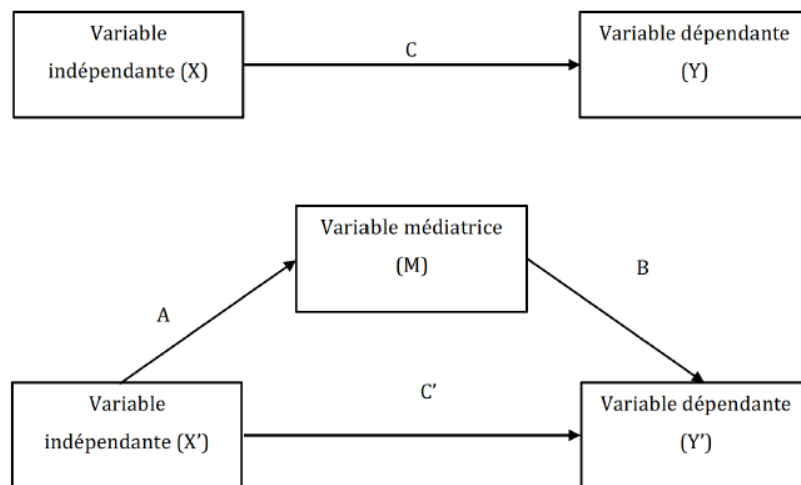 Variable
indépendante (X)
C
Variable dépendante
(Y)
Variable médiatrice
(M)
A
B
Variable
indépendante (X’)
C’
Variable dépendante
(Y’)